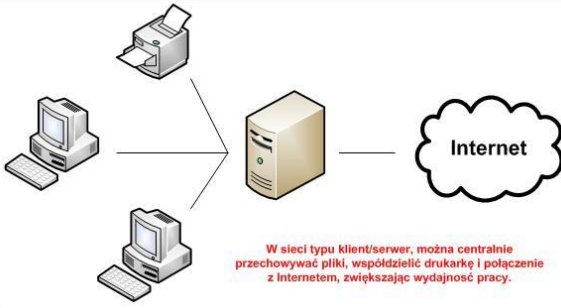 Internet
W sieci typu klient/serwer, można centralnie
przechowywać pliki, współdzielić drukarkę i połączenie
z Internetem, zwiększając wydajność pracy.